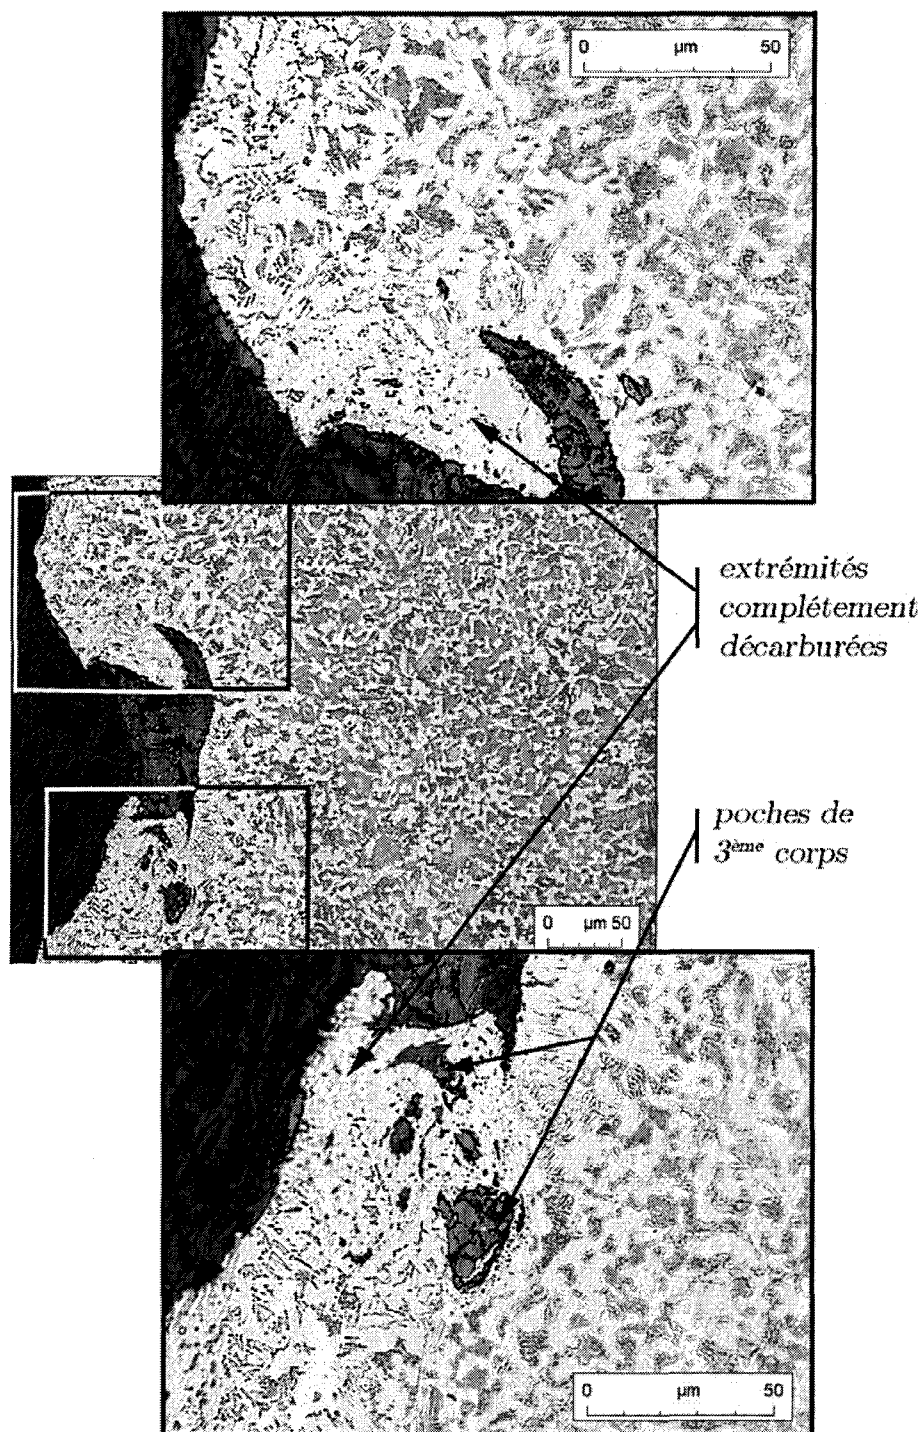 0 µm 50
extrémités
complétement
décarburées
poches de
3ème corps
0 µm 50
0 µm 50